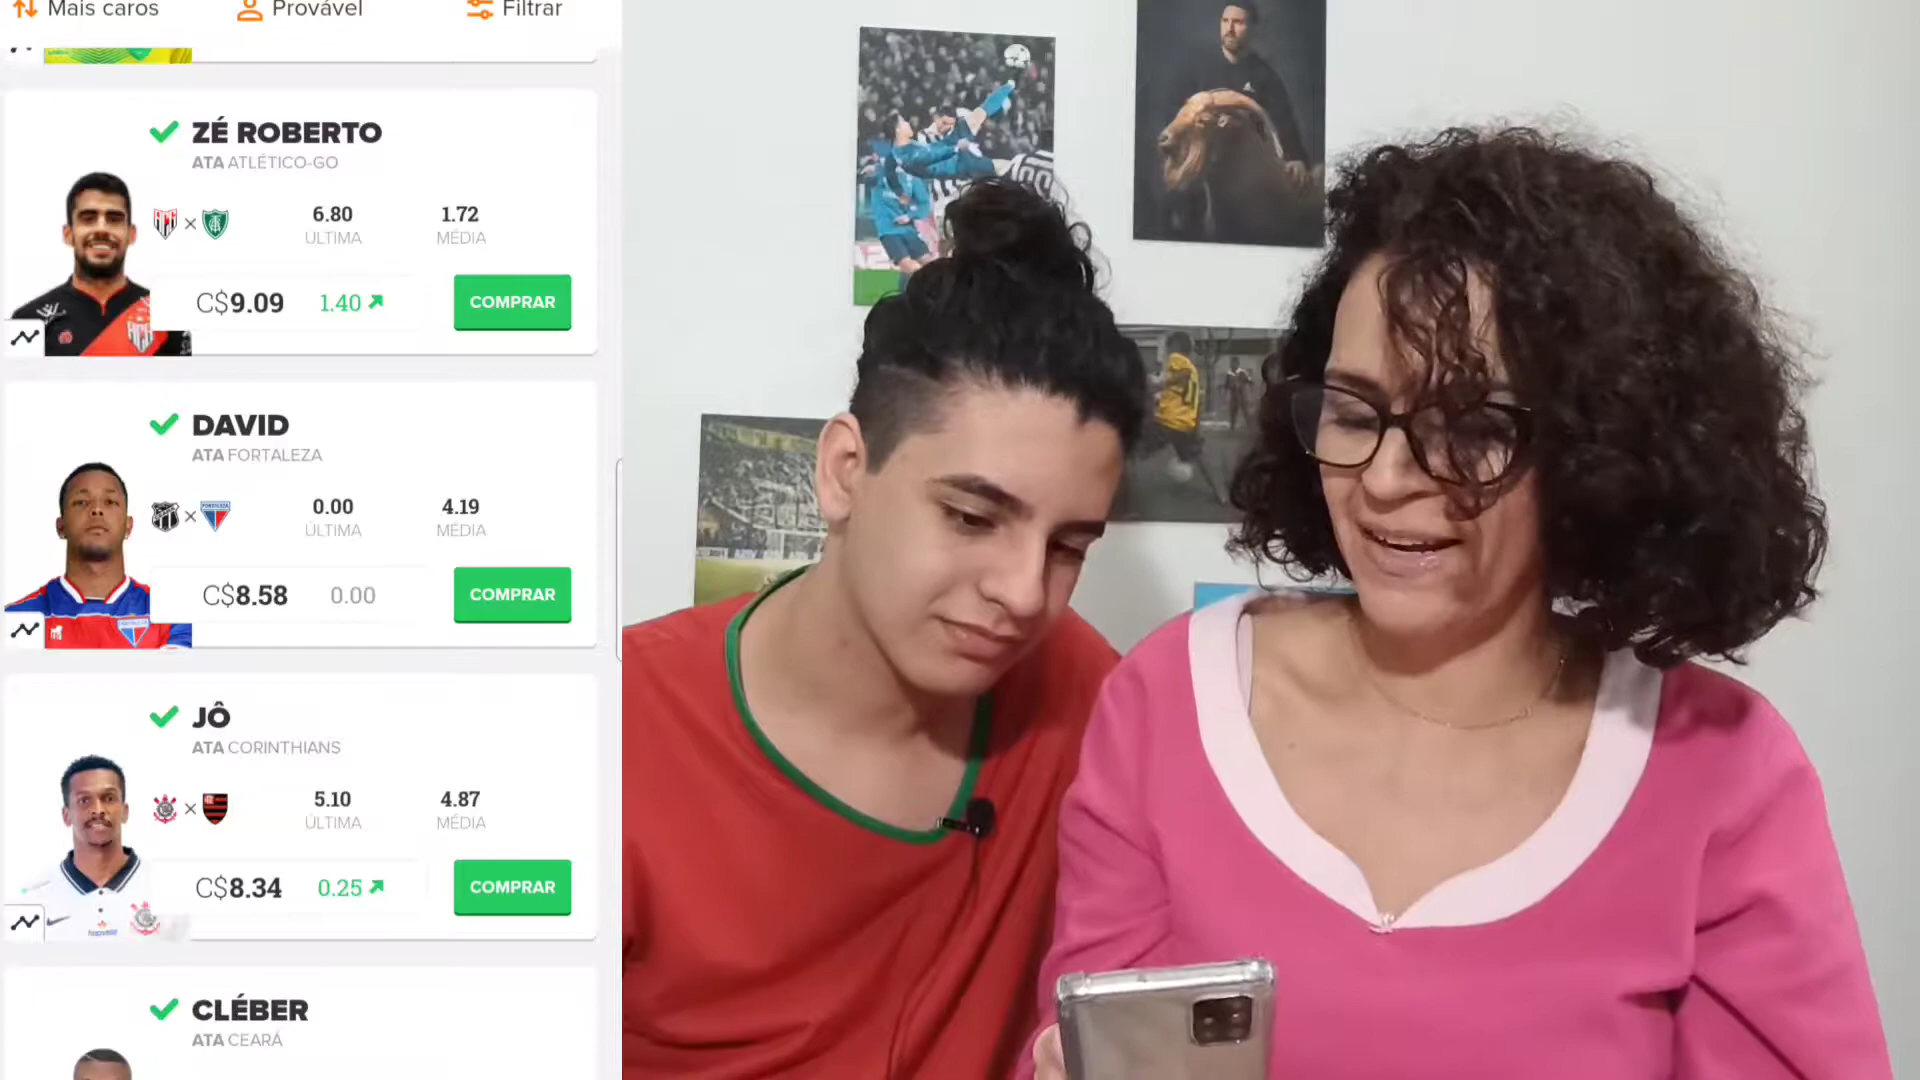 Mais caros
Provável
Filtrar
ZÉ ROBERTO
ATA ATLÉTICO-GO
6.80
1.72
ÚLTIMA
MÉDIA
C$9.09
1.40
COMPRAR
DAVID
ATA FORTALEZA
0.00
4.19
ÚLTIMA
MÉDIA
C$8.58
0.00
COMPRAR
JÔ
ATA CORINTHIANS
5.10
4.87
ÚLTIMA
MÉDIA
C$8.34
0.25
COMPRAR
CLÉBER
ATA CEARÁ